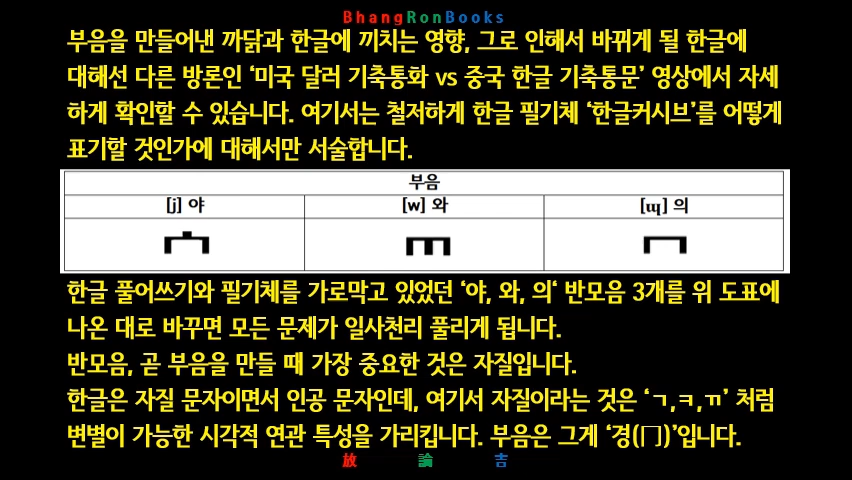 BhangRonBooks
부음을 만들어낸 까닭과 한글에 끼치는 영향, 그로 인해서 바뀌게 될 한글에
대해선 다른 방론인 ‘미국 달러 기축통화 vs 중국 한글 기축통문’ 영상에서 자세
하게 확인할 수 있습니다. 여기서는 철저하게 한글 필기체 ‘한글커시브’를 어떻게
표기할 것인가에 대해서만 서술합니다.
부음
[j] 야 [w] 와 [ɰ] 의
한글 풀어쓰기와 필기체를 가로막고 있었던 ‘야, 와, 의‘ 반모음 3개를 위 도표에
나온 대로 바꾸면 모든 문제가 일사천리 풀리게 됩니다.
반모음, 곧 부음을 만들 때 가장 중요한 것은 자질입니다.
한글은 자질 문자이면서 인공 문자인데, 여기서 자질이라는 것은 ‘ㄱ,ㅋ,ㄲ’ 처럼
변별이 가능한 시각적 연관 특성을 가리킵니다. 부음은 그게 ‘경(冂)’입니다.
放 論 吉